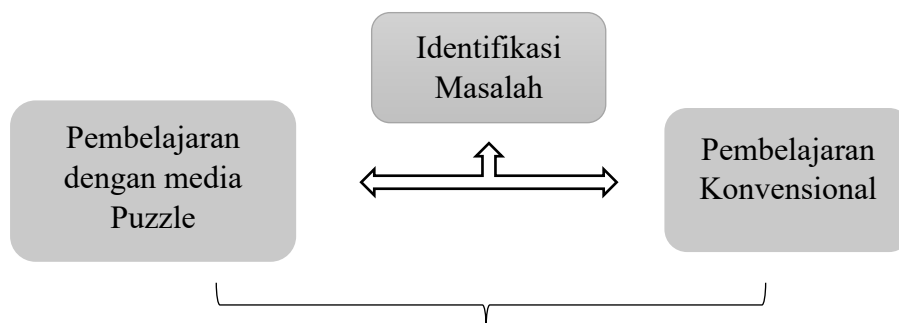 Identifikasi
Masalah
Pembelajaran
dengan media
Puzzle
Pembelajaran
Konvensional